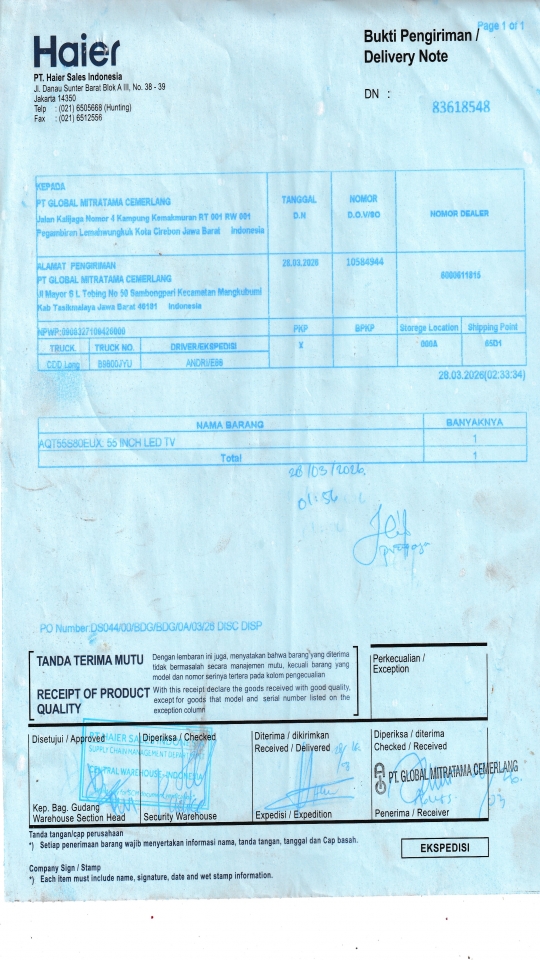 Page 1 of 1
Haier
Bukti Pengiriman /
Delivery Note
PT. Haier Sales Indonesia
Jl. Danau Sunter Barat Blok A III, No. 38 - 39
Jakarta 14350
Telp : (021) 6505668 (Hunting)
Fax : (021) 6512556
DN : 83618548
KEPADA
PT GLOBAL MITRATAMA CEMERLANG
Jalan Kalijaga Nomor 4 Kampung Kemakmuran RT 001 RW 001
Pegambiran Lemahwungkuk Kota Cirebon Jawa Barat Indonesia
TANGGAL
D.N
NOMOR
D.O.V/SO
NOMOR DEALER
ALAMAT PENGIRIMAN
PT GLOBAL MITRATAMA CEMERLANG
Jl Mayor S L Tobing No 50 Sambongpari Kecamatan Mangkubumi
Kab Tasikmalaya Jawa Barat 46181 Indonesia
28.03.2026
10584944
PKP
BPKP
Storage Location
Shipping Point
TRUCK
TRUCK NO.
DRIVER/EKSPEDISI
X
CDD Long
28.03.2026(02:33:34)
NAMA BARANG
BANYAKNYA
AQT55S80EUX: 55 INCH LED TV
1
Total
1
28/03/2026.
01:56
PO Number:DS044/00/BDG/BDG/0A/03/26 DISC DISP
TANDA TERIMA MUTU
Dengan lembaran ini juga, menyatakan bahwa barang yang diterima
tidak bermasalah secara manajemen mutu, kecuali barang yang
model dan nomor serinya tertera pada kolom pengecualian
RECEIPT OF PRODUCT
QUALITY
With this receipt declare the goods received with good quality,
except for goods that model and serial number listed on the
exception column
Perkecualian /
Exception
Disetujui / Approved
Diperiksa / Checked
Diterima / dikirimkan
Received / Delivered
Diperiksa / diterima
Checked / Received
PT.HAIER SALES INDONESIA
SUPPLY CHAIN MANAGEMENT DEPARTMENT
CENTRAL WAREHOUSE - INDONESIA
PT. GLOBAL MITRATAMA CEMERLANG
Kep. Bag. Gudang
Warehouse Section Head
Security Warehouse
Expedisi / Expedition
Penerima / Receiver
Tanda tangan/cap perusahaan
*) Setiap penerimaan barang wajib menyertakan informasi nama, tanda tangan, tanggal dan Cap basah.
EKSPEDISI
Company Sign / Stamp
*) Each item must include name, signature, date and wet stamp information.